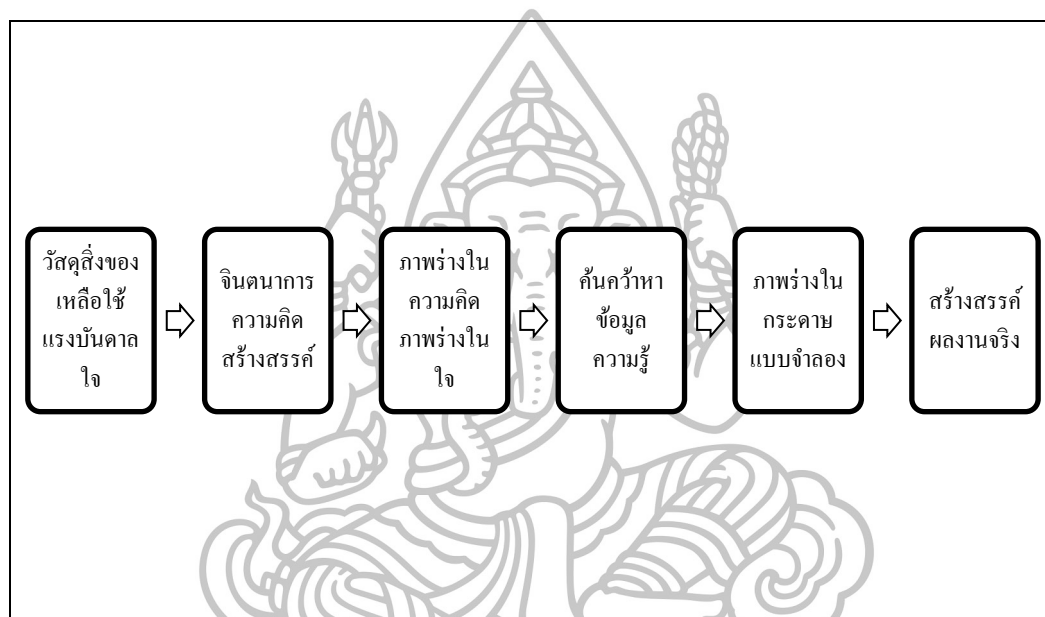 วัสดุสิ่งของ
เหลือใช้
แรงบันดาล
ใจ
จินตนาการ
ความคิด
สร้างสรรค์
ภาพร่างใน
ความคิด
ภาพร่างใน
ใจ
ค้นคว้าหา
ข้อมูล
ความรู้
ภาพร่างใน
กระดาษ
แบบจำลอง
สร้างสรรค์
ผลงานจริง